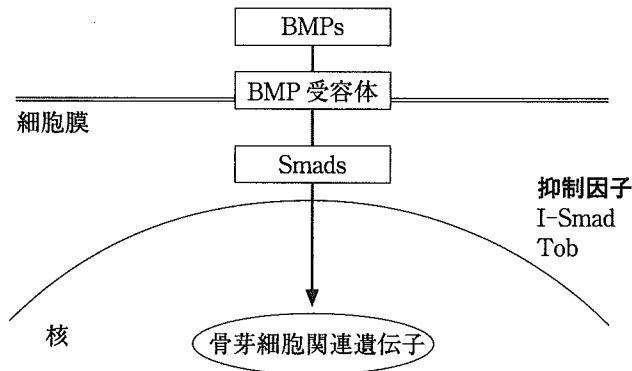 BMPs
BMP 受容体
細胞膜
Smads
抑制因子
I-Smad
Tob
核
骨芽細胞関連遺伝子